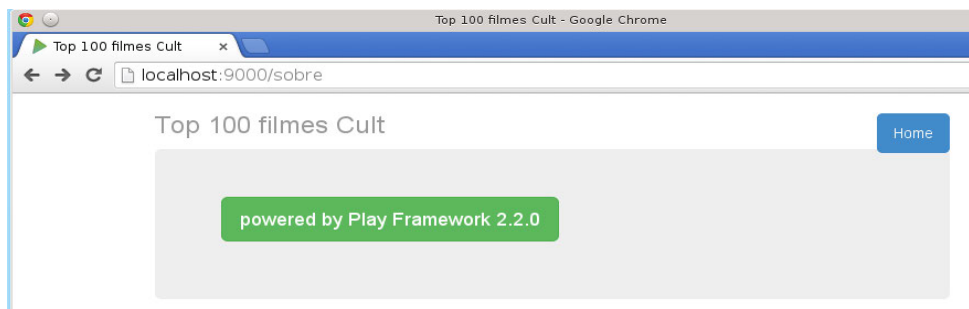 Top 100 filmes Cult - Google Chrome
Top 100 filmes Cult ×
localhost:9000/sobre
Top 100 filmes Cult
Home
powered by Play Framework 2.2.0